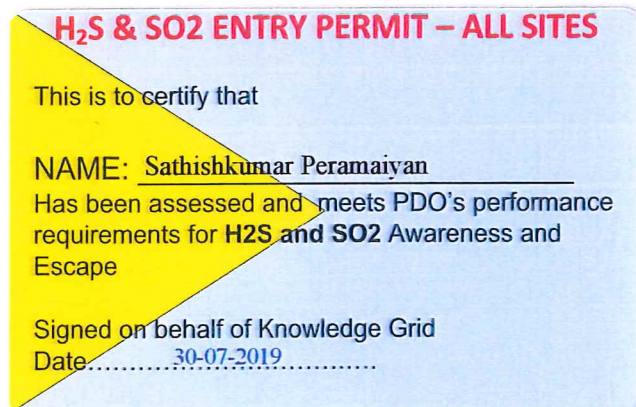 H₂S & SO2 ENTRY PERMIT – ALL SITES
This is to certify that
NAME: Sathishkumar Peramaiyan
Has been assessed and meets PDO's performance
requirements for H2S and SO2 Awareness and
Escape
Signed on behalf of Knowledge Grid
Date......30-07-2019......